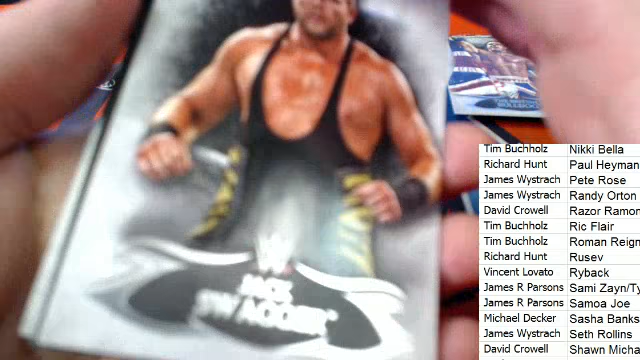 JACK
SWAGGER
Tim Buchholz Nikki Bella
Richard Hunt Paul Heyman
James Wystrach Pete Rose
James Wystrach Randy Orton
David Crowell Razor Ramon
Tim Buchholz Ric Flair
Tim Buchholz Roman Reign
Richard Hunt Rusev
Vincent Lovato Ryback
James R Parsons Sami Zayn/Ty
James R Parsons Samoa Joe
Michael Decker Sasha Banks
James Wystrach Seth Rollins
David Crowell Shawn Micha